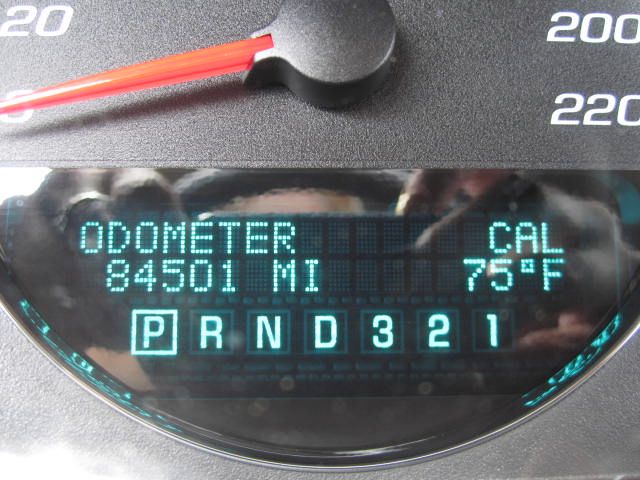 20 200
220
ODOMETER CAL
84501 MI 75°F
P R N D 3 2 1